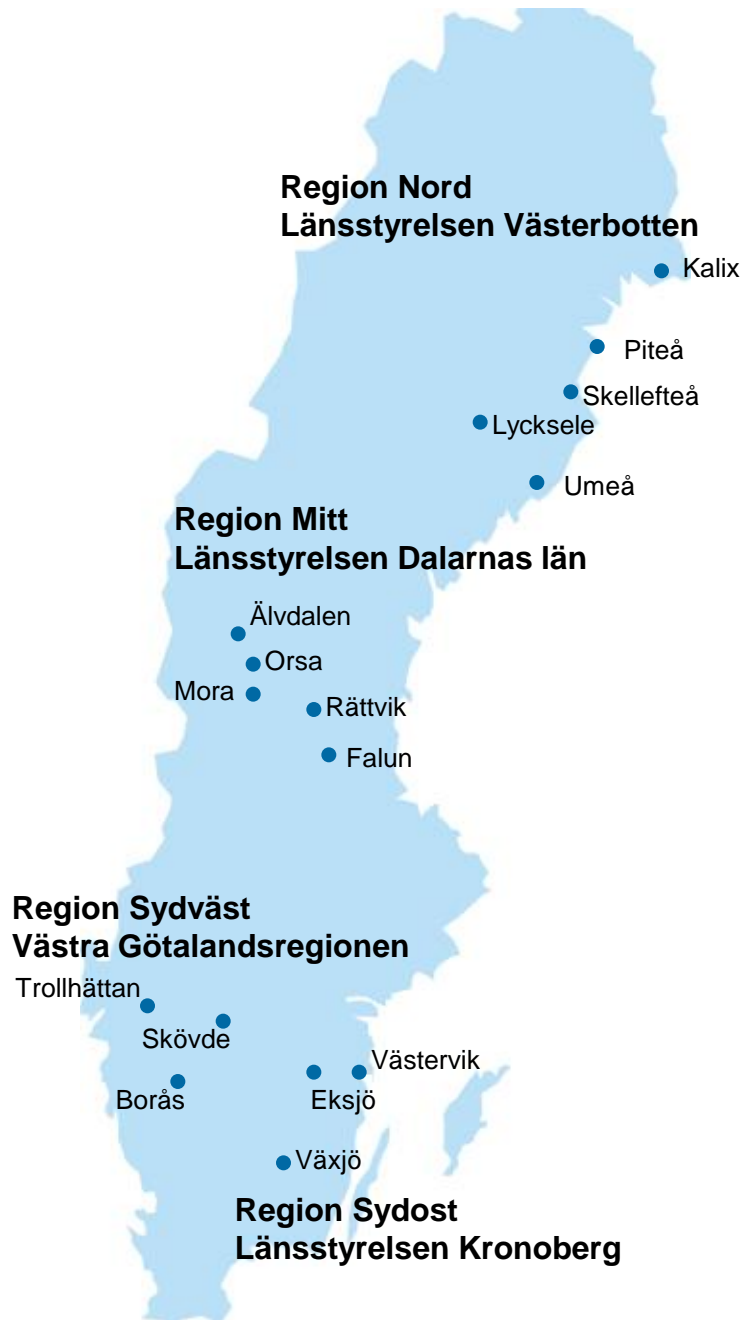 Region Nord
Länsstyrelsen Västerbotten
Kalix
Piteå
Skellefteå
Lycksele
Umeå
Region Mitt
Länsstyrelsen Dalarnas län
Älvdalen
Orsa
Mora
Rättvik
Falun
Region Sydväst
Västra Götalandsregionen
Trollhättan
Skövde
Västervik
Borås
Eksjö
Växjö
Region Sydost
Länsstyrelsen Kronoberg